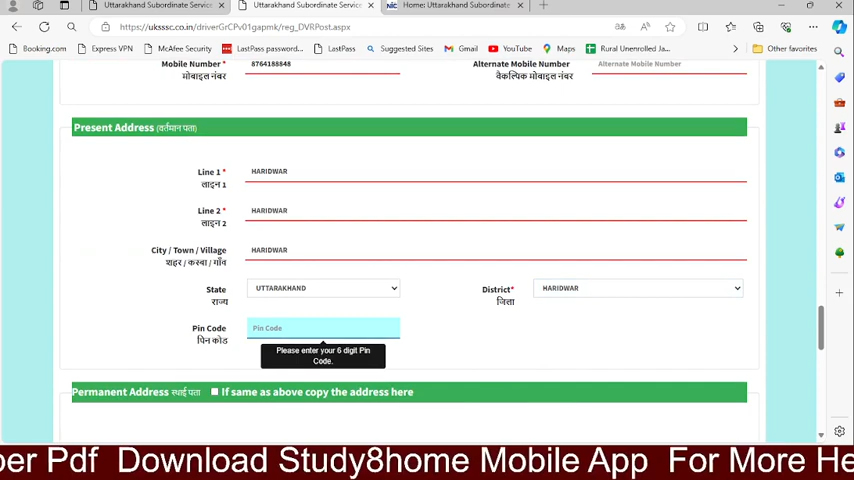 Uttarakhand Subordinate Service × Uttarakhand Subordinate Service × NIC Home: Uttarakhand Subordinate ×
https://uksssc.co.in/driverGrCPv01gapmk/reg_DVRPost.aspx
Booking.com Express VPN McAfee Security LastPass password... LastPass Suggested Sites Gmail YouTube Maps Rural Unenrolled Ja... Other favorites
Mobile Number * 8764188848 Alternate Mobile Number Alternate Mobile Number
मोबाइल नंबर वैकल्पिक मोबाइल नंबर
Present Address (वर्तमान पता)
Line 1 * HARIDWAR
लाइन 1
Line 2 * HARIDWAR
लाइन 2
City / Town / Village HARIDWAR
शहर / कस्बा / गाँव
State UTTARAKHAND District* HARIDWAR
राज्य जिला
Pin Code Pin Code
पिन कोड
Please enter your 6 digit Pin
Code.
Permanent Address स्थाई पता If same as above copy the address here
per Pdf Download Study8home Mobile App For More He